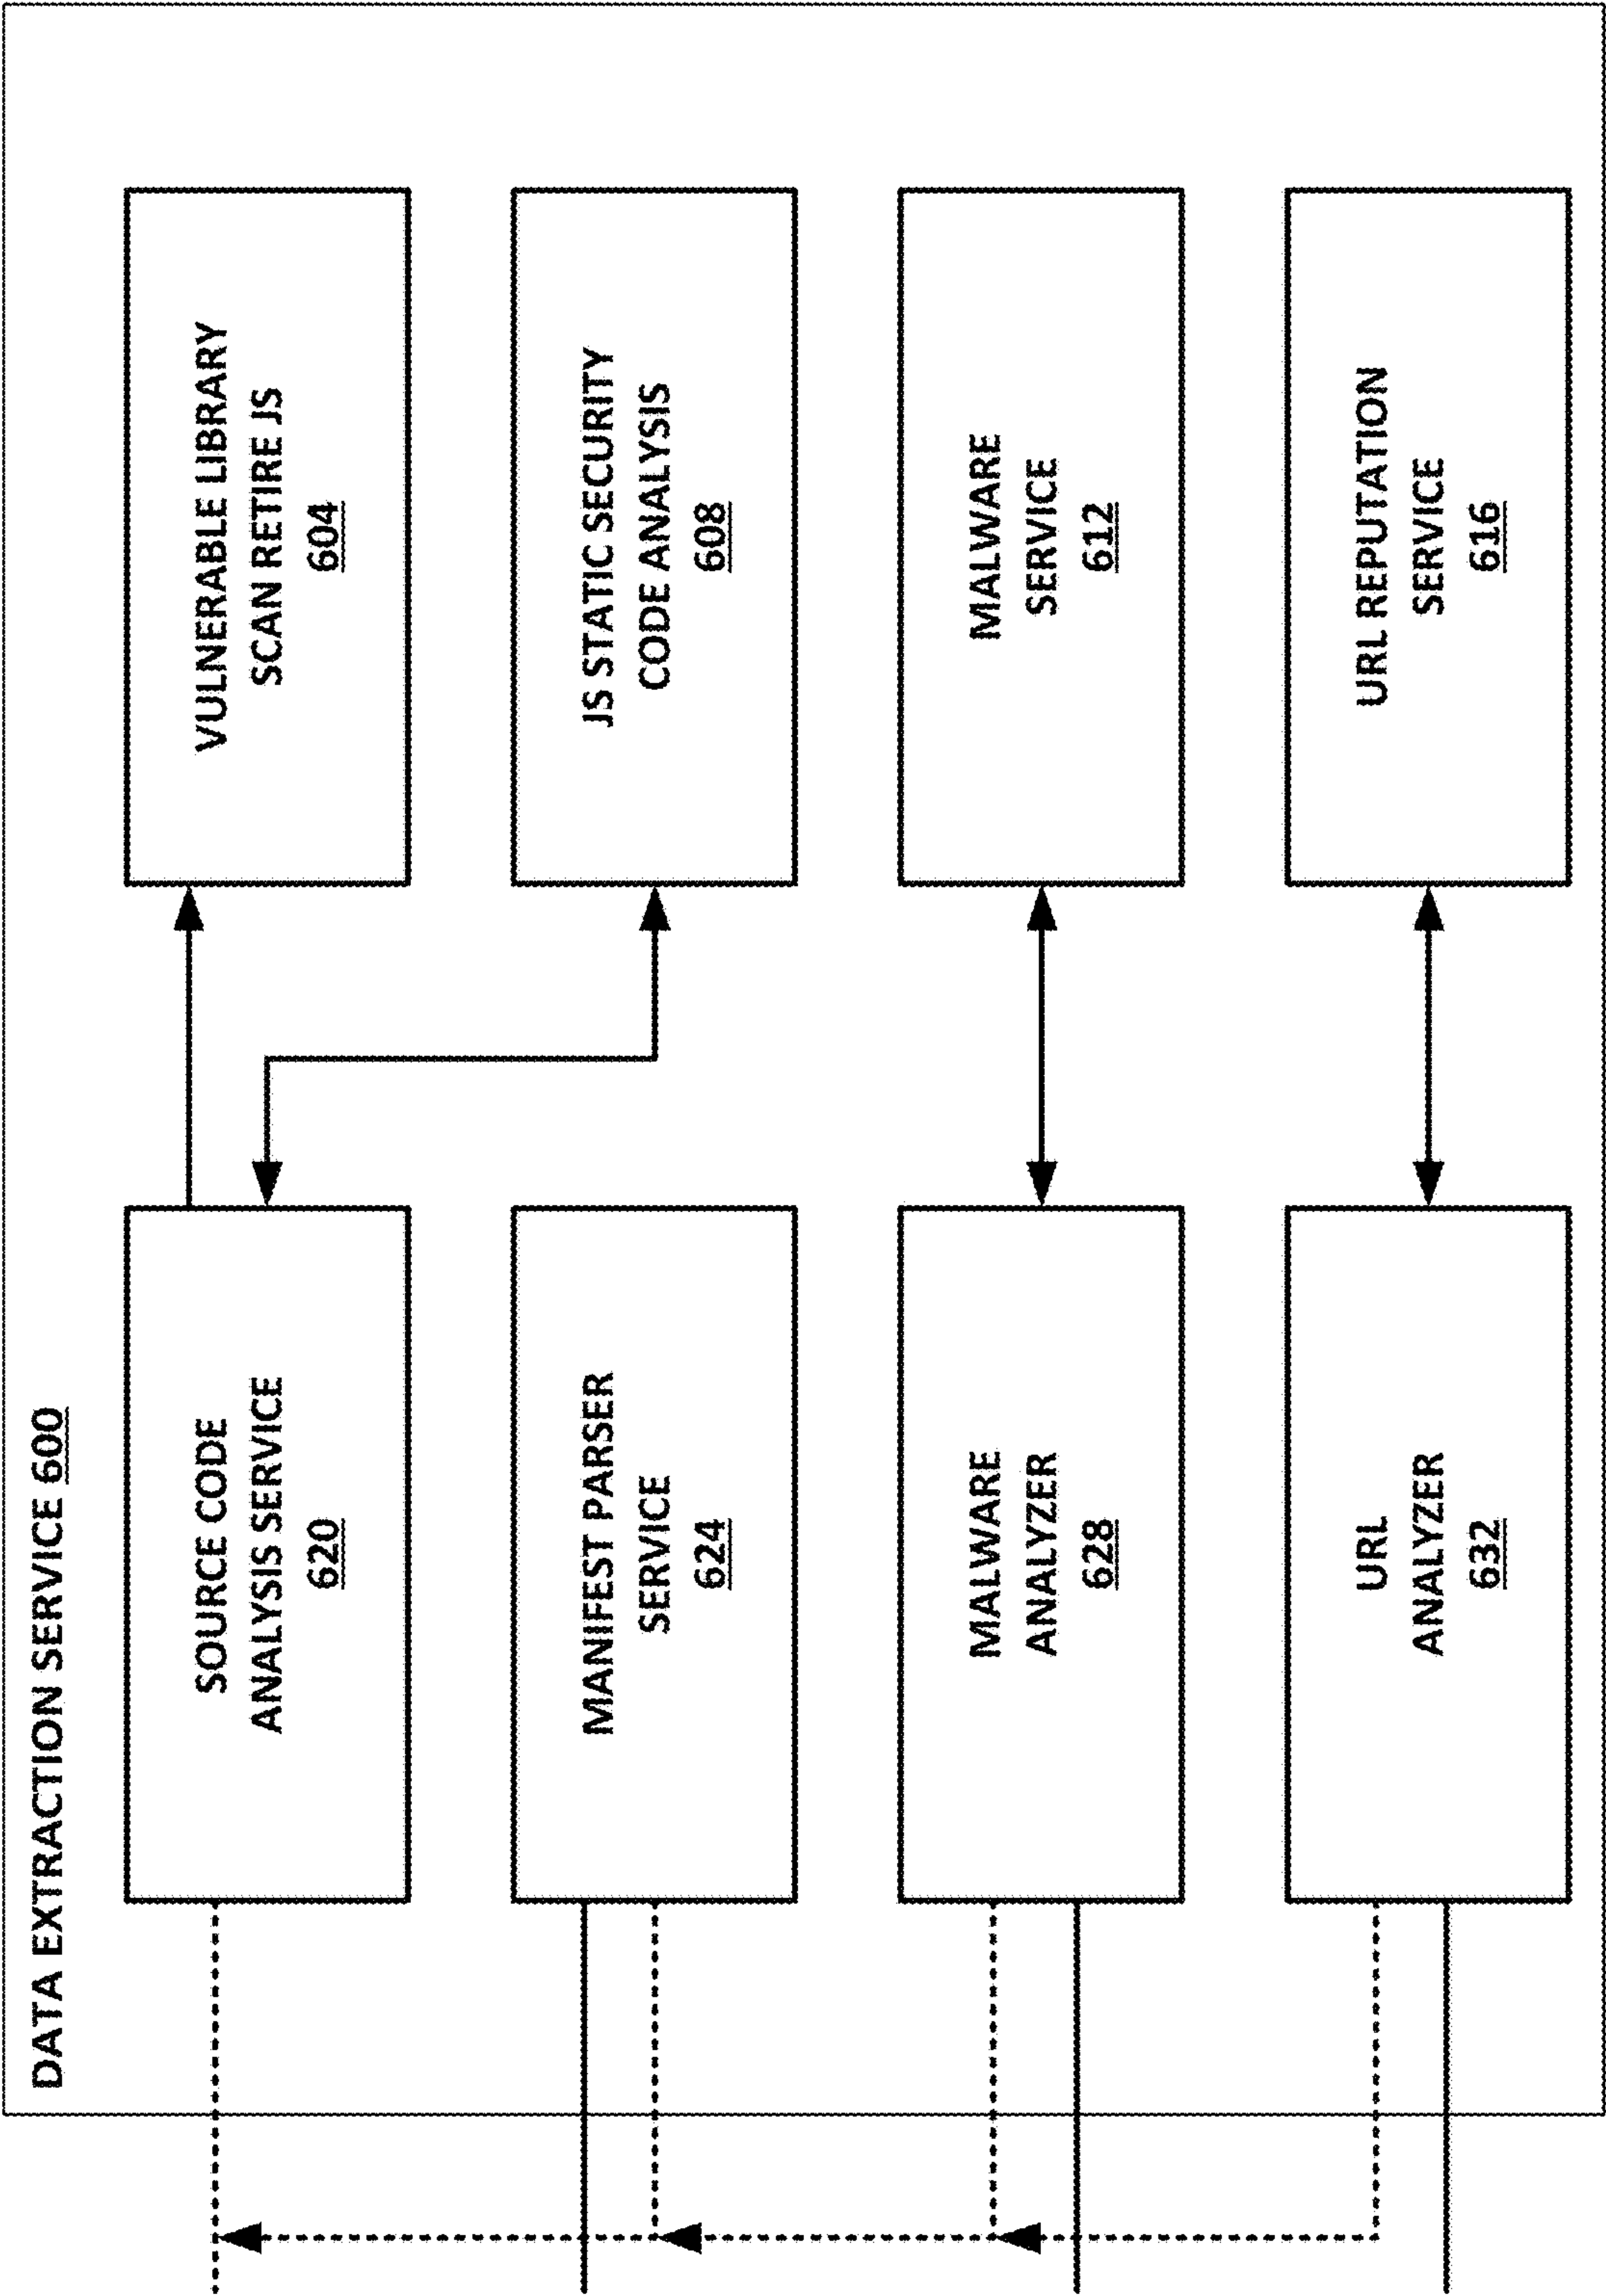 DATA EXTRACTION SERVICE 600
SOURCE CODE
ANALYSIS SERVICE
620
VULNERABLE LIBRARY
SCAN RETIRE JS
604
MANIFEST PARSER
SERVICE
624
JS STATIC SECURITY
CODE ANALYSIS
608
MALWARE
ANALYZER
628
MALWARE
SERVICE
612
URL
ANALYZER
632
URL REPUTATION
SERVICE
616